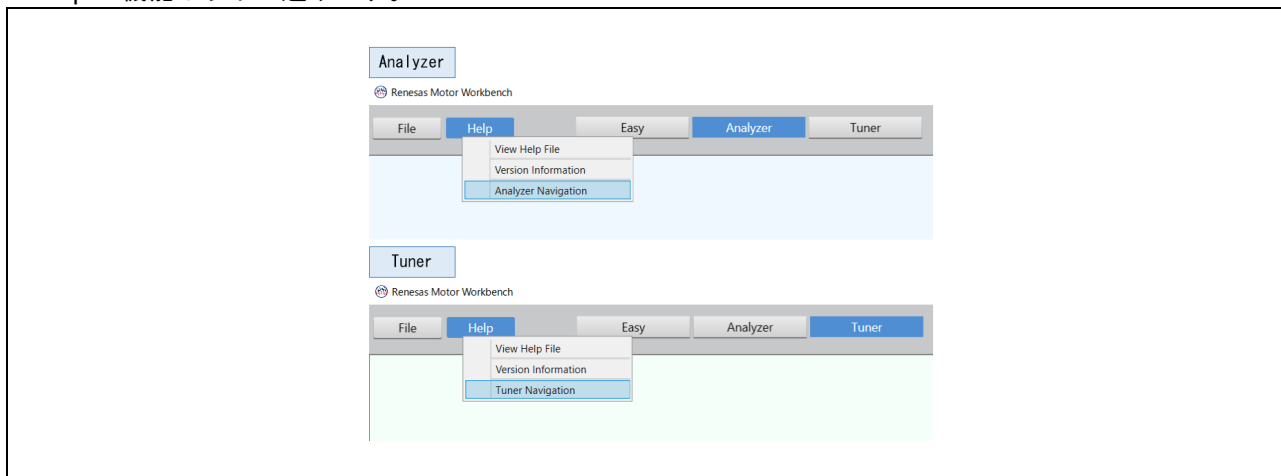 Analyzer
Renesas Motor Workbench
File Help Easy Analyzer Tuner
View Help File
Version Information
Analyzer Navigation
Tuner
Renesas Motor Workbench
File Help Easy Analyzer Tuner
View Help File
Version Information
Tuner Navigation